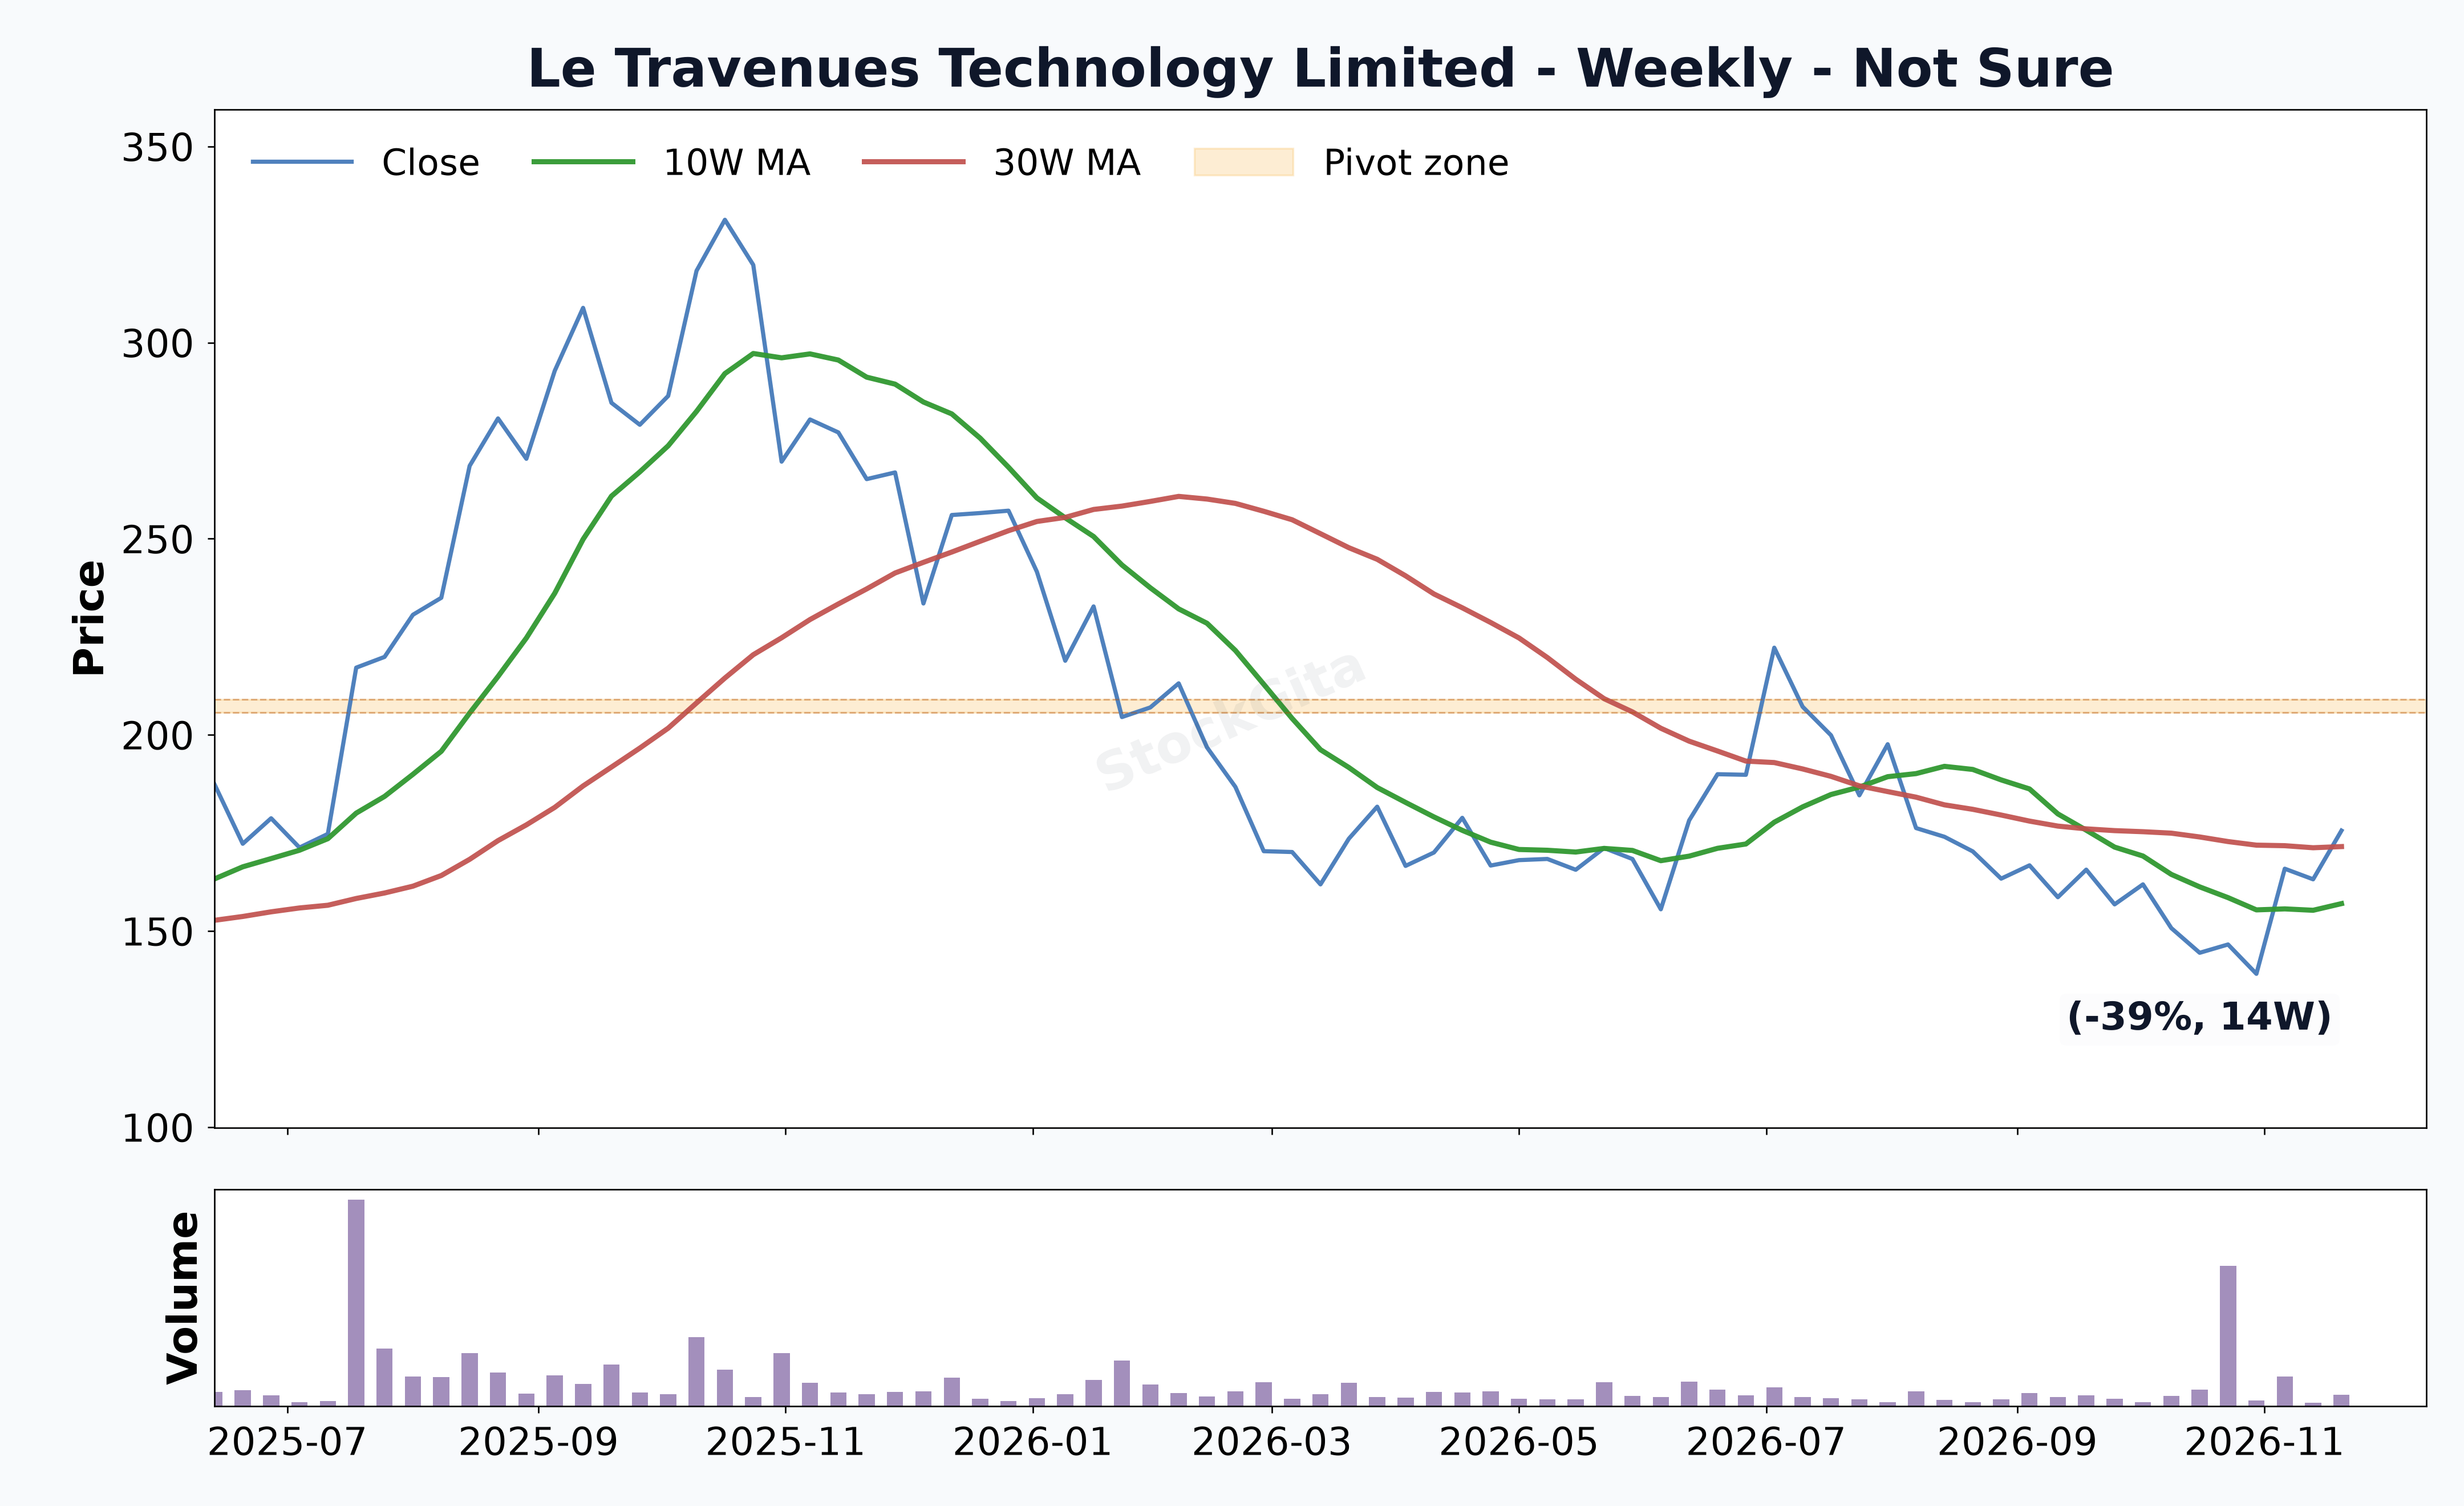 Le Travenues Technology Limited - Weekly - Not Sure
Close
10W MA
30W MA
Pivot zone
Price
350
300
250
200
150
100
StockGita
(-39%, 14W)
Volume
2025-07
2025-09
2025-11
2026-01
2026-03
2026-05
2026-07
2026-09
2026-11